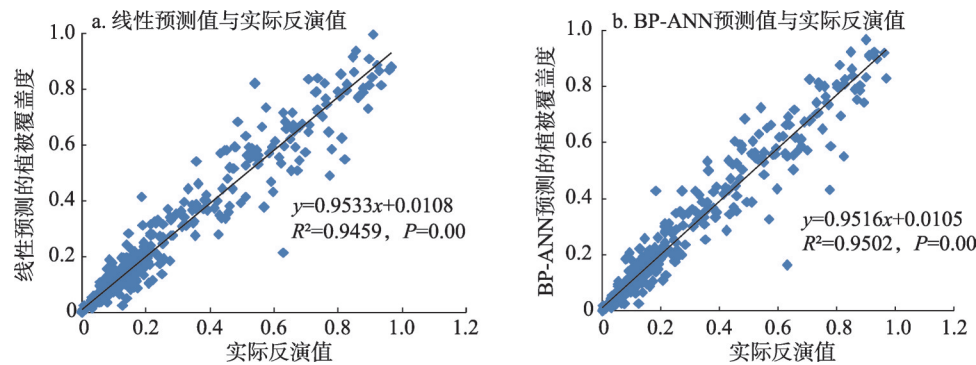 a. 线性预测值与实际反演值
线性预测的植被覆盖度
1.0
0.8
0.6
0.4
0.2
0
y=0.9533x+0.0108
R²=0.9459，P=0.00
0 0.2 0.4 0.6 0.8 1.0 1.2
实际反演值
b. BP-ANN预测值与实际反演值
BP-ANN预测的植被覆盖度
1.0
0.8
0.6
0.4
0.2
0
y=0.9516x+0.0105
R²=0.9502，P=0.00
0 0.2 0.4 0.6 0.8 1.0 1.2
实际反演值